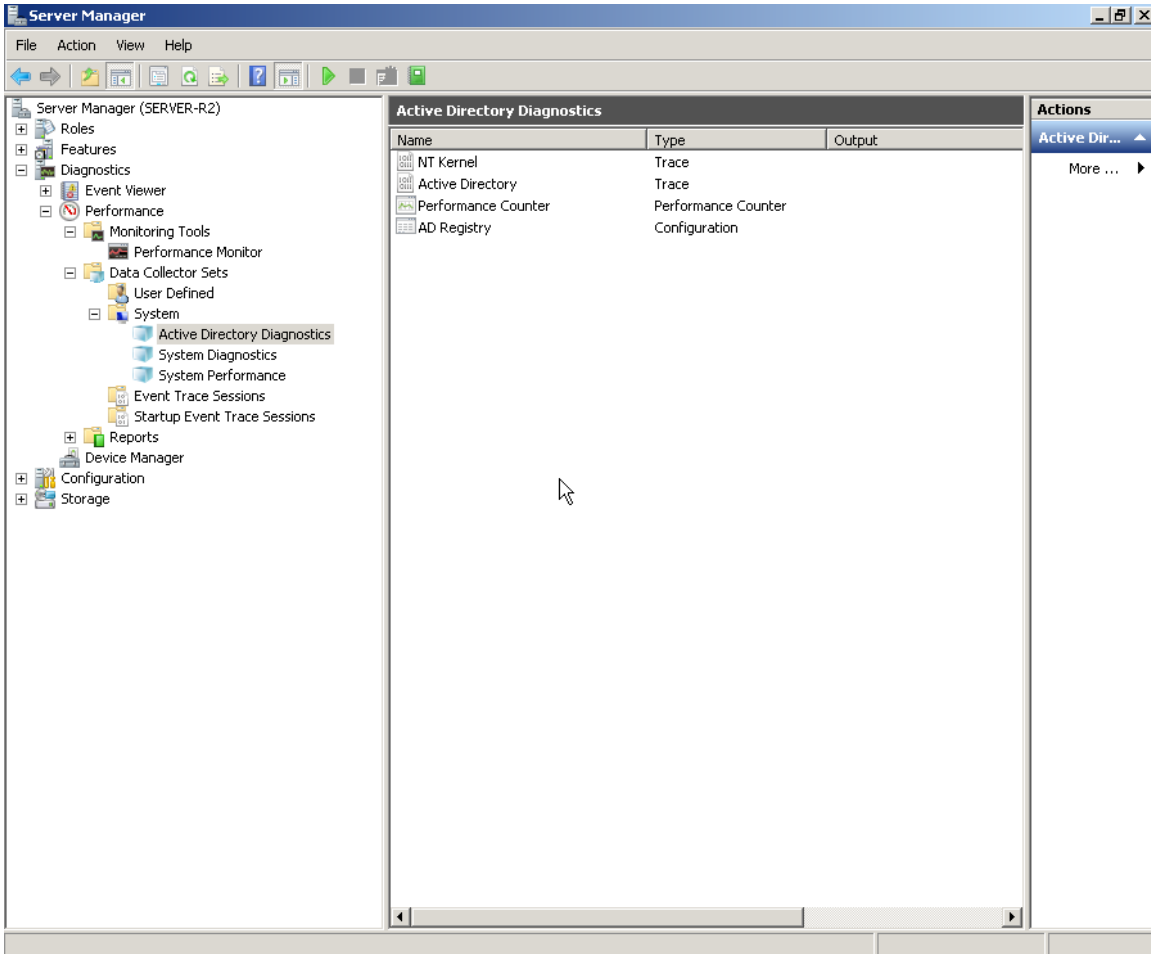 Server Manager
File Action View Help
Server Manager (SERVER-R2)
Roles
Features
Diagnostics
Event Viewer
Performance
Monitoring Tools
Performance Monitor
Data Collector Sets
User Defined
System
Active Directory Diagnostics
System Diagnostics
System Performance
Event Trace Sessions
Startup Event Trace Sessions
Reports
Device Manager
Configuration
Storage
Active Directory Diagnostics
Name Type Output
NT Kernel Trace
Active Directory Trace
Performance Counter Performance Counter
AD Registry Configuration
Actions
Active Dir...
More ...